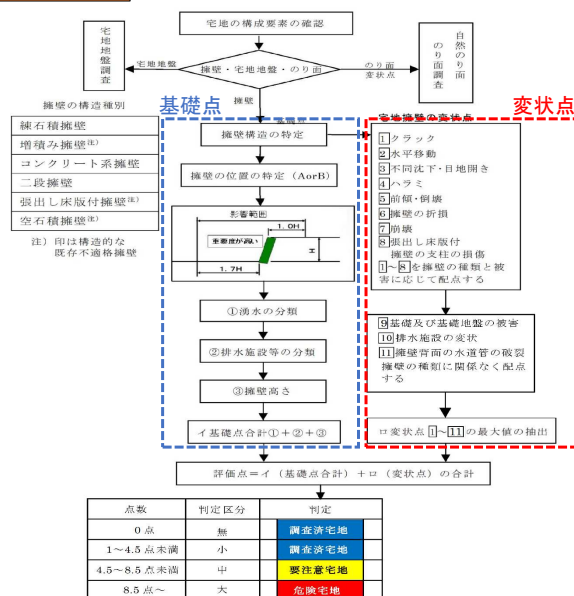 宅地の構成要素の確認
宅地地盤調査
宅地地盤
擁壁・宅地地盤・のり面
のり面
変状点
自然のり面
のり面調査
擁壁
擁壁の構造種別
練石積擁壁
増積み擁壁注)
コンクリート系擁壁
二段擁壁
張出し床版付擁壁注)
空石積擁壁注)
注）印は構造的な
既存不適格擁壁
基礎点
擁壁構造の特定
擁壁の位置の特定（AorB）
影響範囲
1.0H
重要度が高い
H
1.7H
①湧水の分類
②排水施設等の分類
③擁壁高さ
イ基礎点合計①＋②＋③
変状点
宅地擁壁の変状点
1クラック
2水平移動
3不同沈下・目地開き
4ハラミ
5前傾・倒壊
6擁壁の折損
7崩壊
8張出し床版付
擁壁の支柱の損傷
1～8を擁壁の種類と被
害に応じて配点する
9基礎及び基礎地盤の被害
10排水施設の変状
11擁壁背面の水道管の破裂
擁壁の種類に関係なく配点
する
ロ変状点 1～11の最大値の抽出
評価点＝イ（基礎点合計）＋ロ（変状点）の合計
点数 判定区分 判定
0点 無 調査済宅地
1～4.5点未満 小 調査済宅地
4.5～8.5点未満 中 要注意宅地
8.5点～ 大 危険宅地